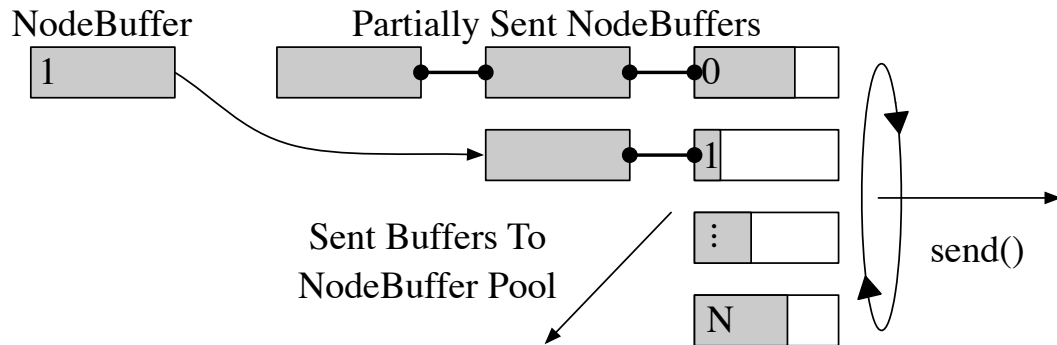 NodeBuffer
Partially Sent NodeBuffers
1
0
1
Sent Buffers To
NodeBuffer Pool
⋮
send()
N